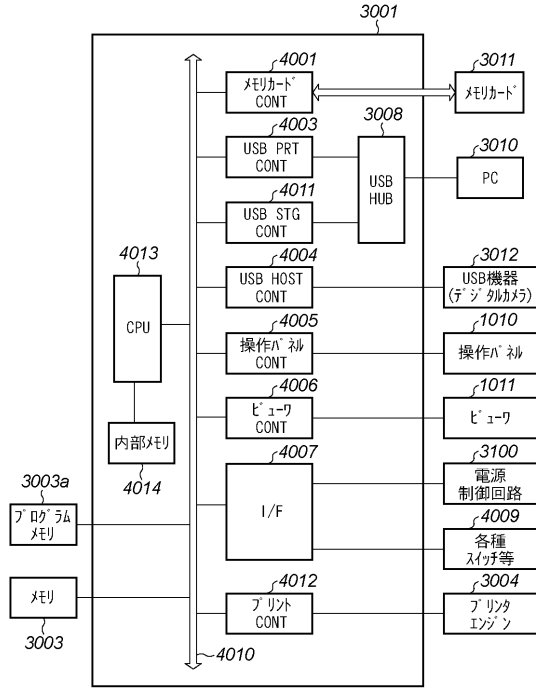 3001
4001
メモリカード
CONT
3011
メモリカード
4003
USB PRT
CONT
3008
USB
HUB
3010
PC
4011
USB STG
CONT
4013
CPU
4004
USB HOST
CONT
3012
USB機器
(デジタルカメラ)
4005
操作パネル
CONT
1010
操作パネル
4006
ビューワ
CONT
1011
ビューワ
内部メモリ
4014
4007
I/F
3100
電源
制御回路
3003a
プログラム
メモリ
4009
各種
スイッチ等
メモリ
3003
4012
プリント
CONT
3004
プリンタ
エンジン
4010